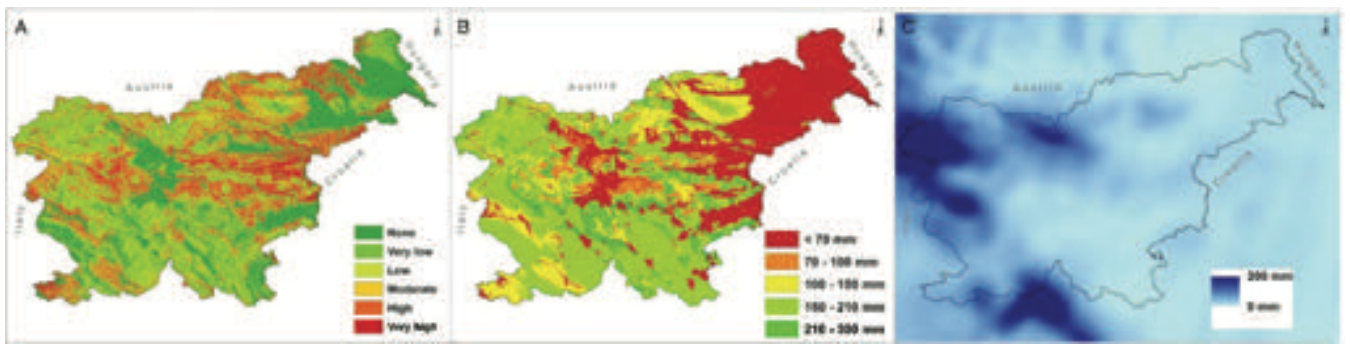 A
Austria
Hungary
Croatia
Italy
None
Very low
Low
Moderate
High
Very high
B
Austria
Hungary
Croatia
Italy
< 70 mm
70 - 100 mm
100 - 150 mm
150 - 210 mm
210 - 300 mm
C
Austria
Hungary
Croatia
200 mm
0 mm